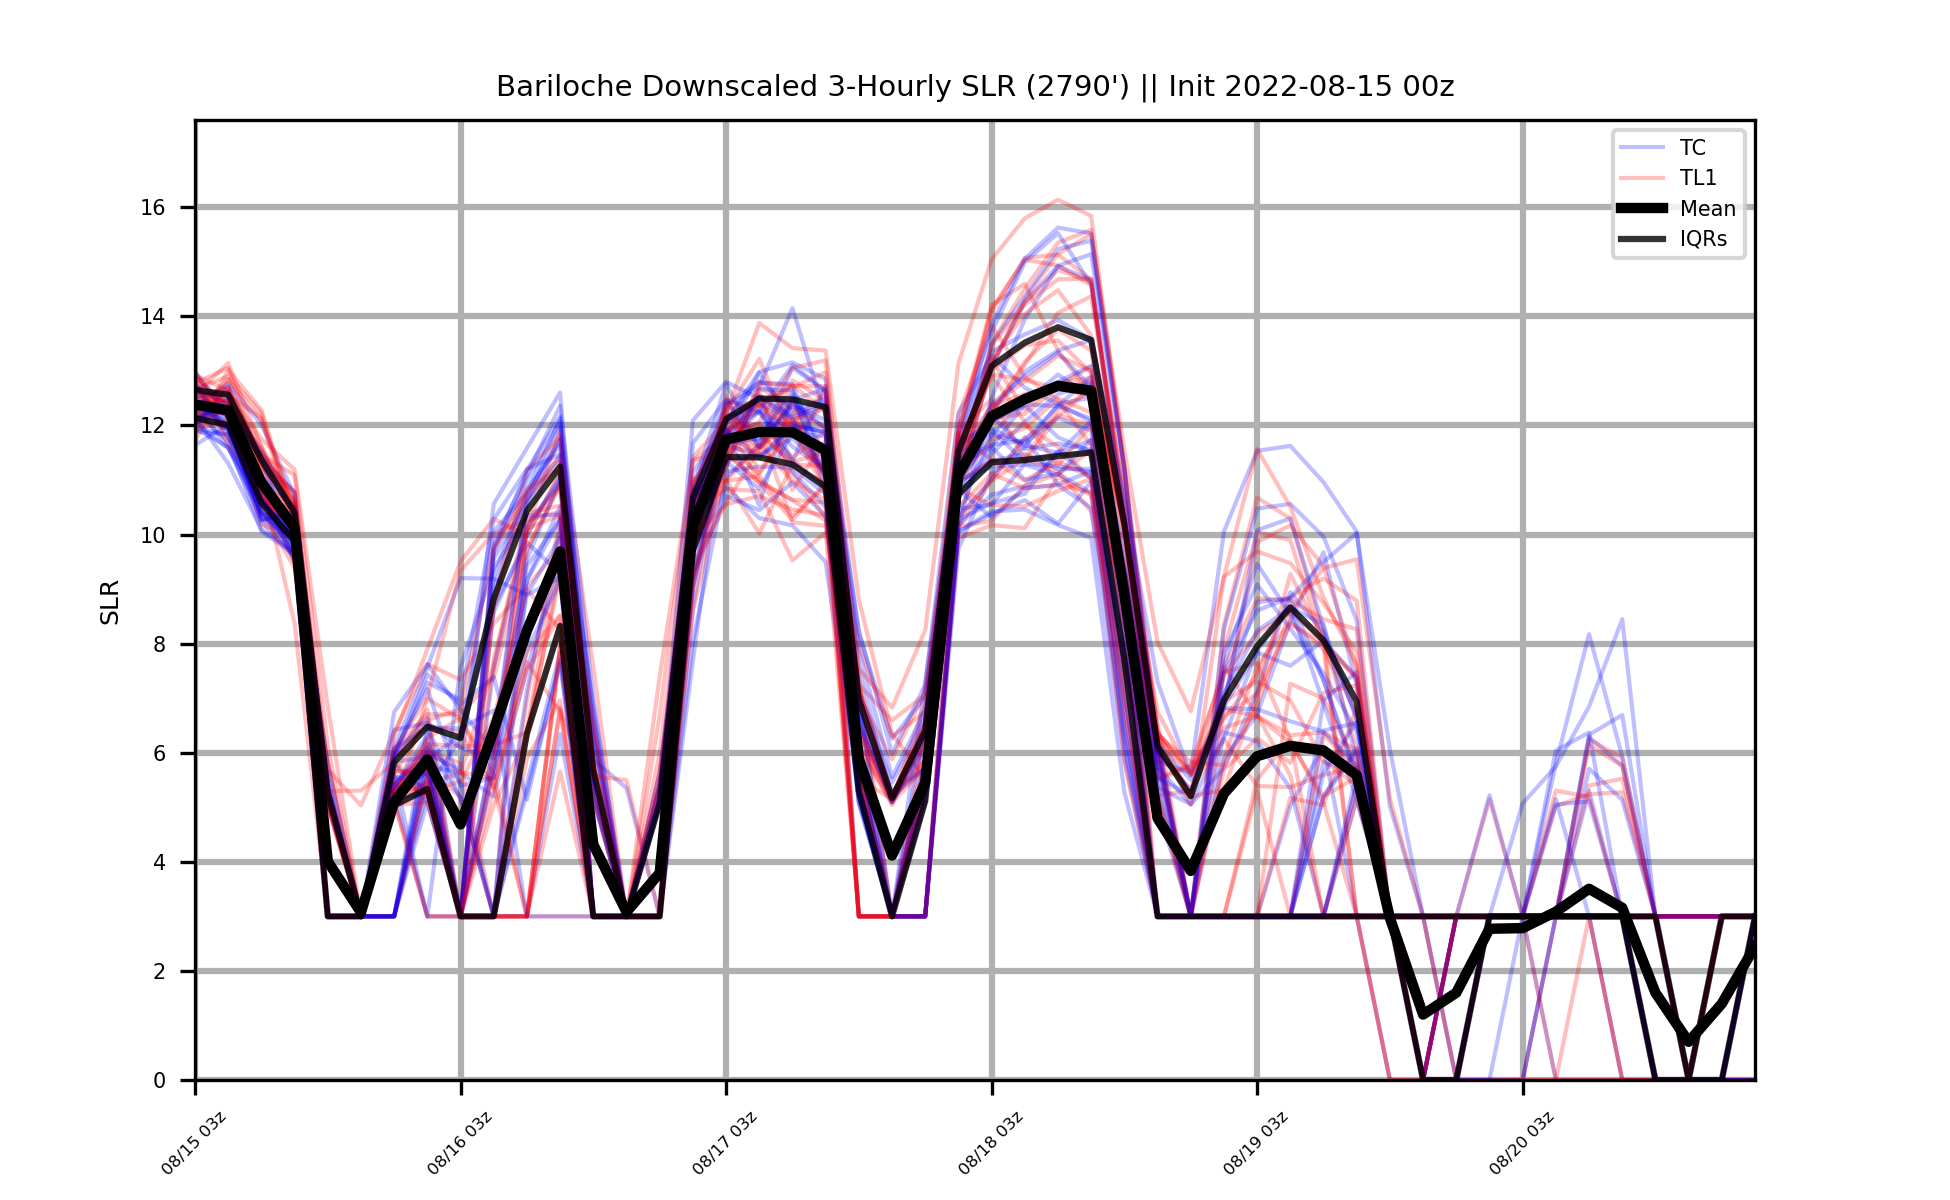 Bariloche Downscaled 3-Hourly SLR (2790') || Init 2022-08-15 00z
TC
TL1
Mean
IQRs
SLR
16
14
12
10
8
6
4
2
0
08/15 03z
08/16 03z
08/17 03z
08/18 03z
08/19 03z
08/20 03z